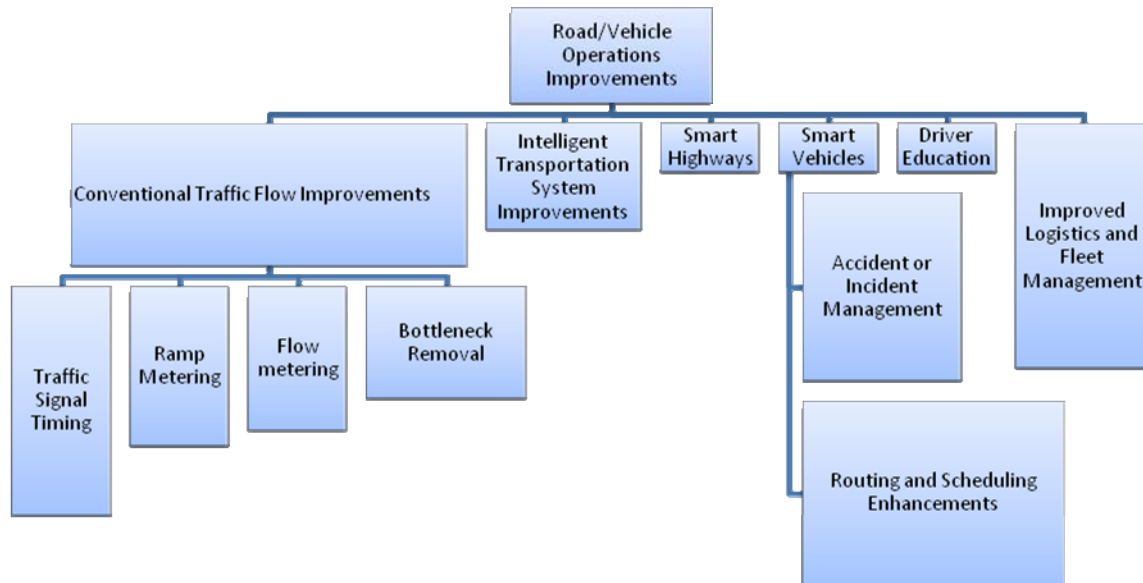 Road/Vehicle
Operations
Improvements
Conventional Traffic Flow Improvements
Intelligent
Transportation
System
Improvements
Smart
Highways
Smart
Vehicles
Driver
Education
Improved
Logistics and
Fleet
Management
Traffic
Signal
Timing
Ramp
Metering
Flow
metering
Bottleneck
Removal
Accident or
Incident
Management
Routing and Scheduling
Enhancements